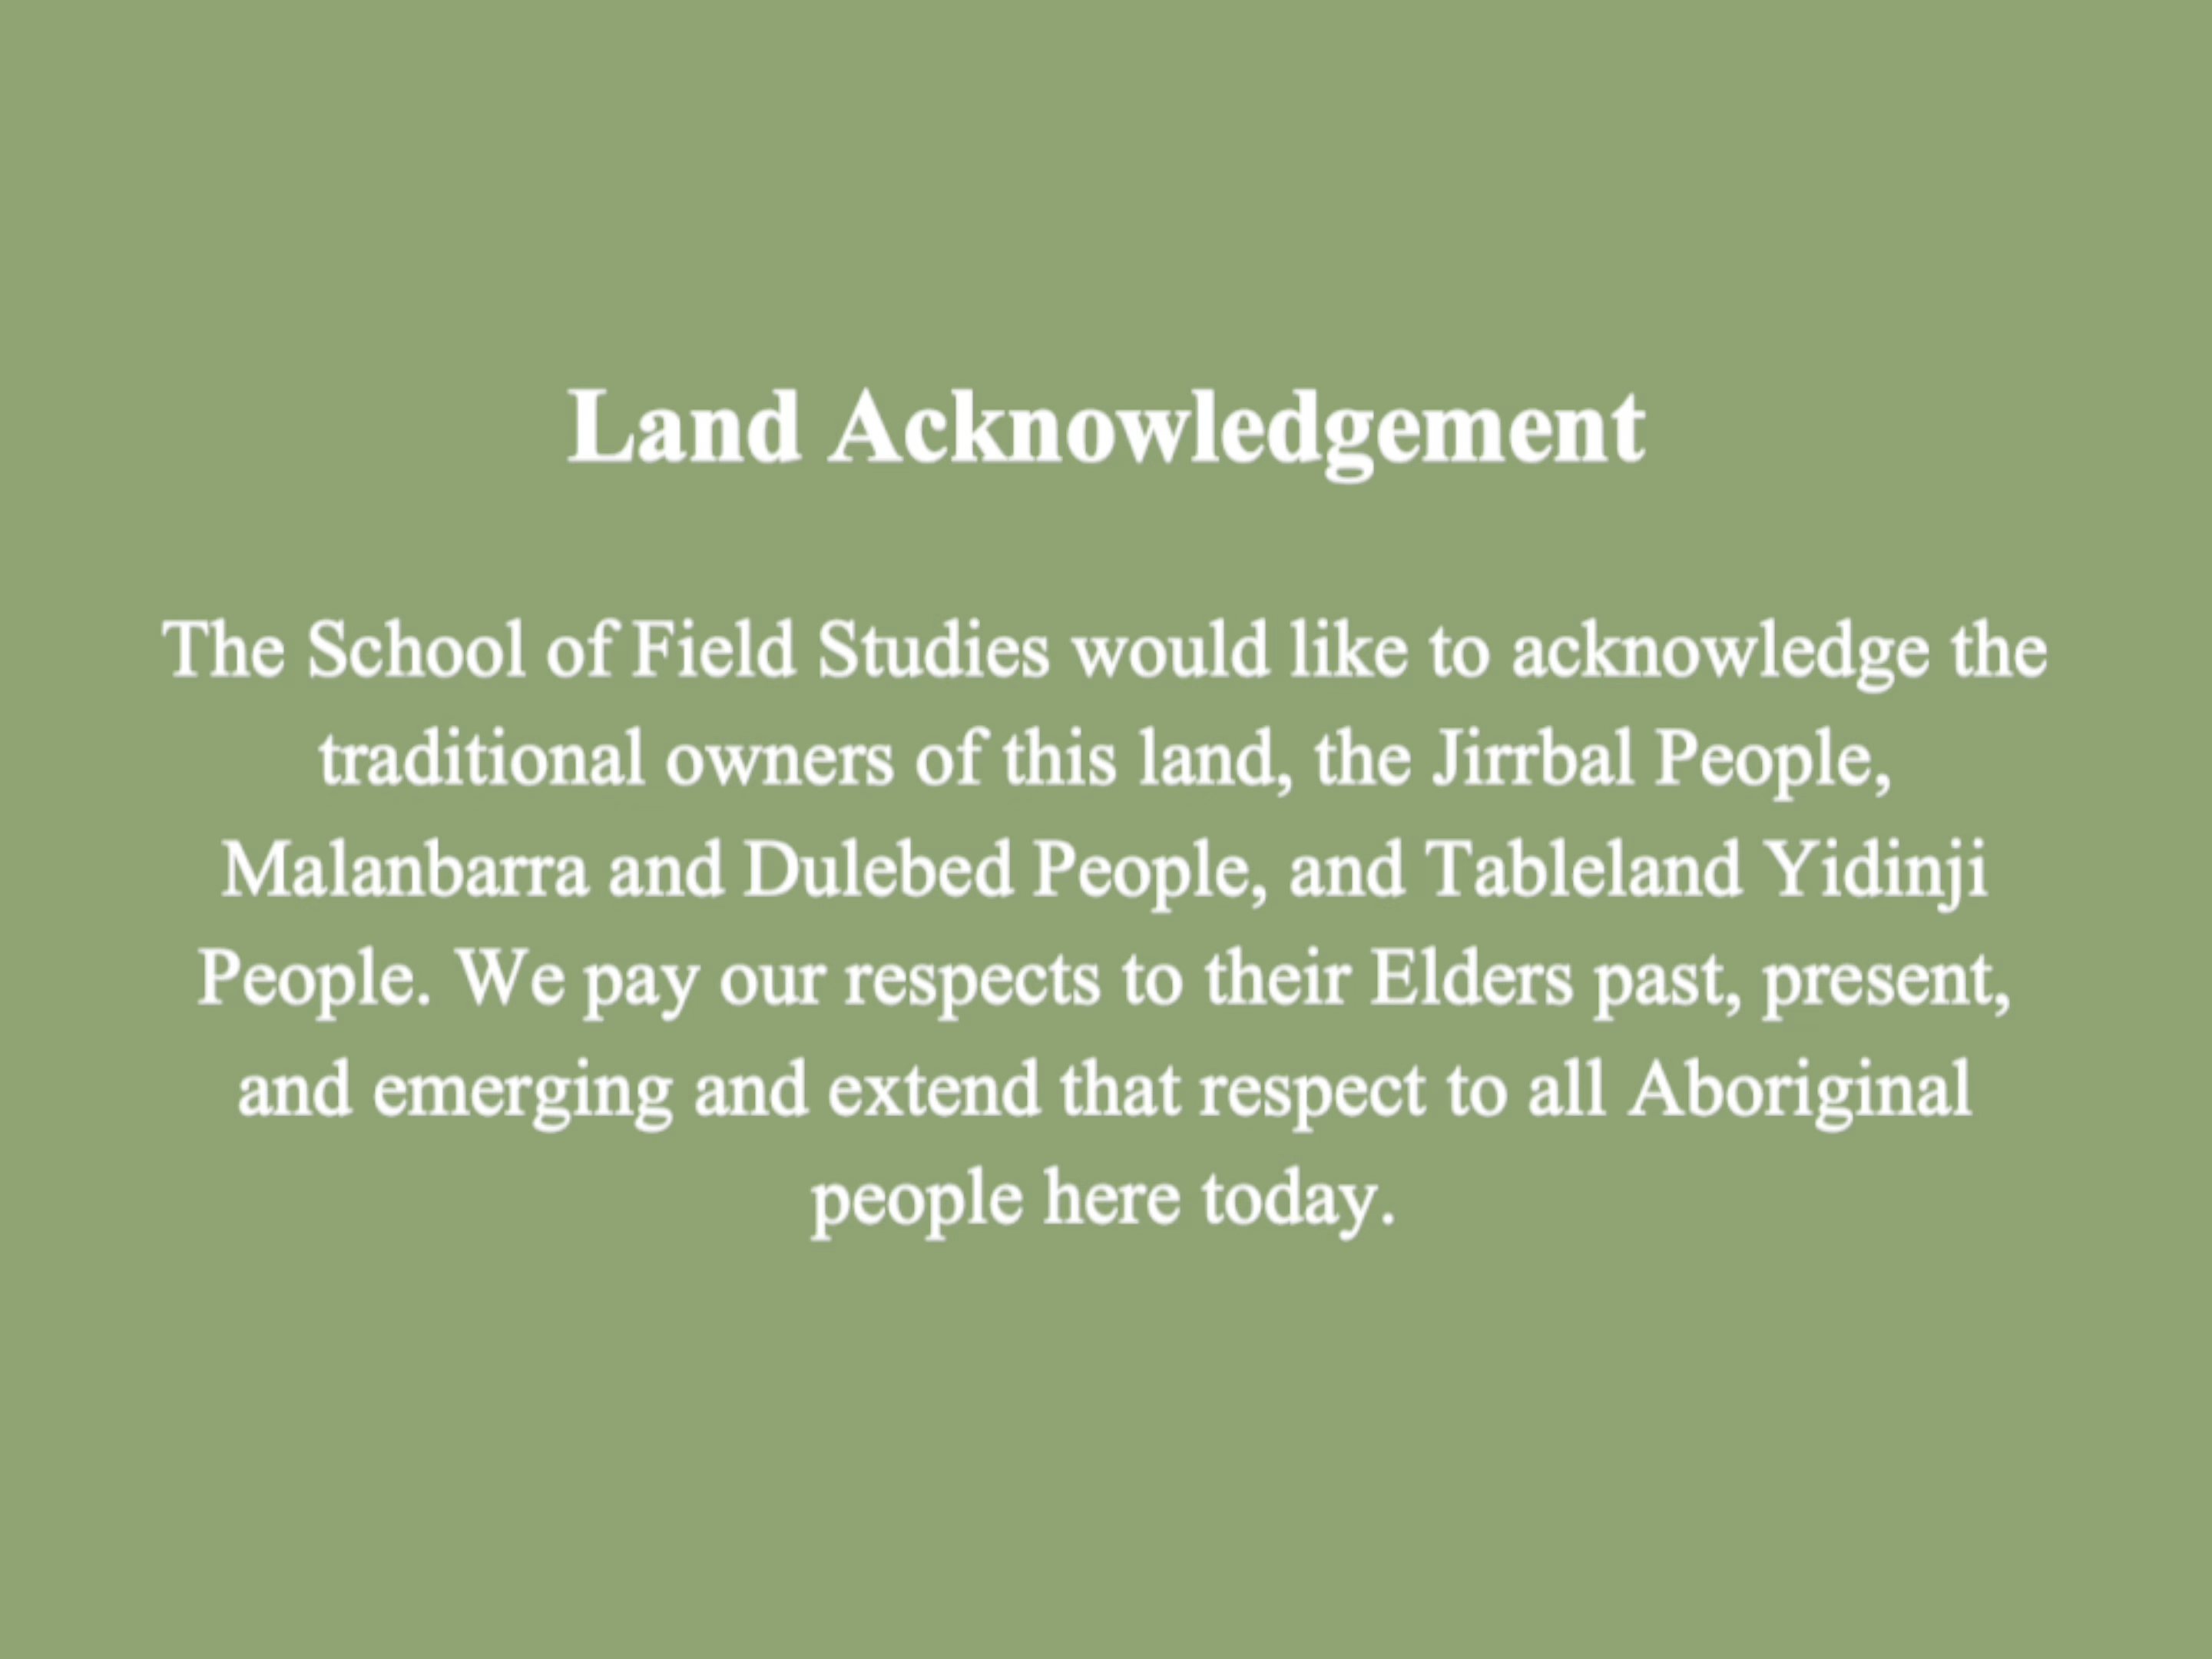 Land Acknowledgement
The School of Field Studies would like to acknowledge the
traditional owners of this land, the Jirrbal People,
Malanbarra and Dulebed People, and Tableland Yidinji
People. We pay our respects to their Elders past, present,
and emerging and extend that respect to all Aboriginal
people here today.